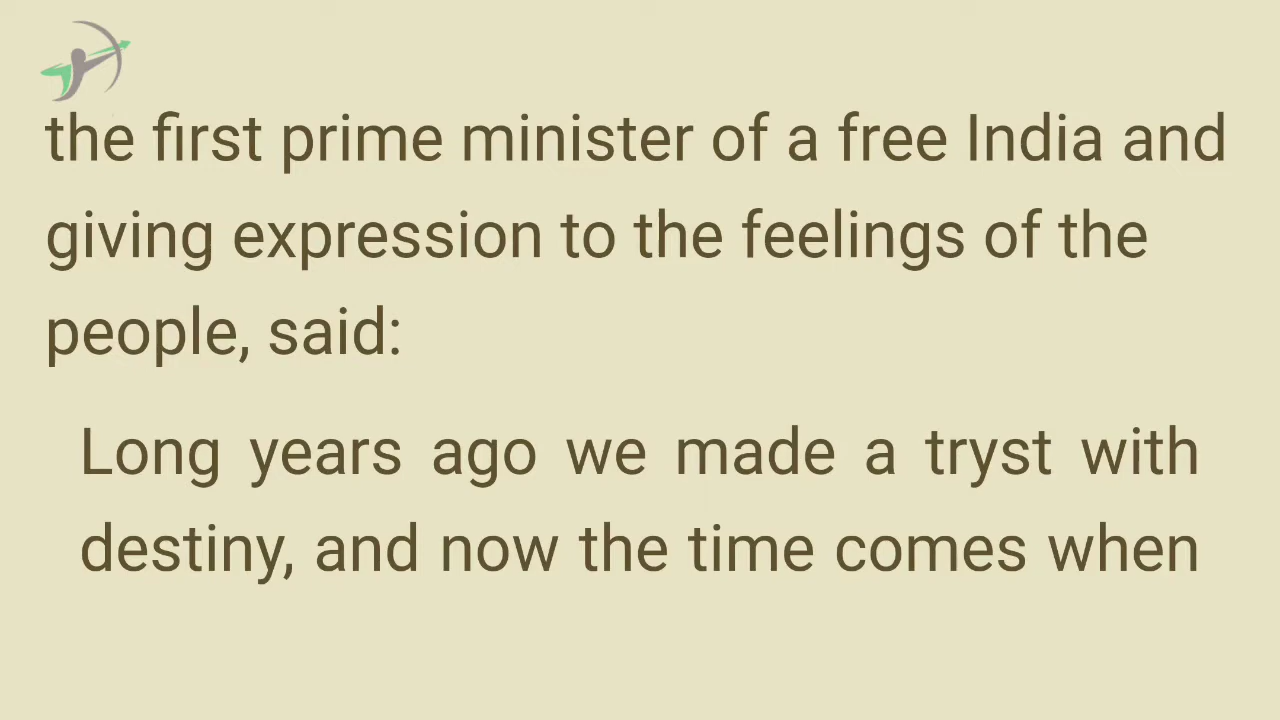 the first prime minister of a free India and
giving expression to the feelings of the
people, said:
Long years ago we made a tryst with
destiny, and now the time comes when